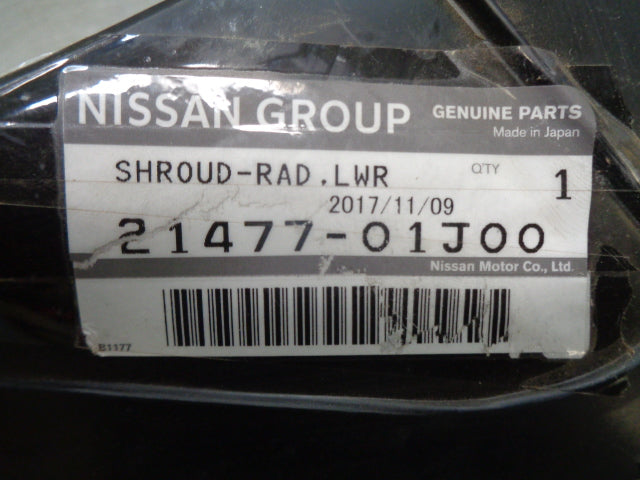 NISSAN GROUP GENUINE PARTS
Made in Japan
SHROUD-RAD.LWR Q'TY 1
2017/11/09
21477-01J00
Nissan Motor Co., Ltd.
B1177